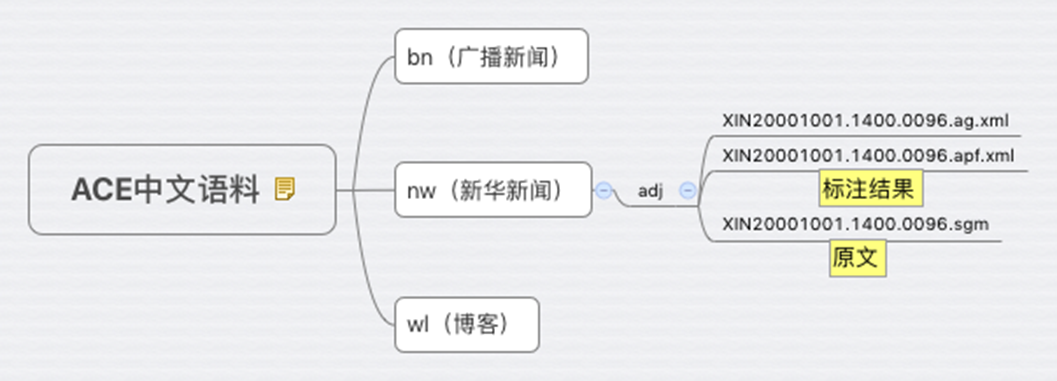 bn（广播新闻）
XIN20001001.1400.0096.ag.xml
XIN20001001.1400.0096.apf.xml
ACE中文语料
nw（新华新闻）
adj
标注结果
XIN20001001.1400.0096.sgm
原文
wl（博客）